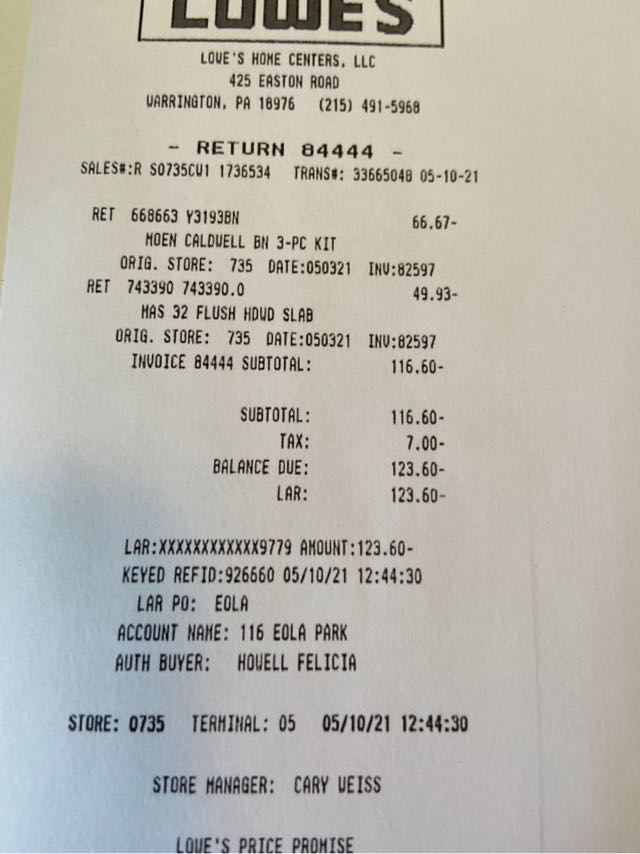 LOWE'S
LOWE'S HOME CENTERS, LLC
425 EASTON ROAD
WARRINGTON, PA 18976 (215) 491-5968
- RETURN 84444 -
SALES#:R S0735CW1 1736534 TRANS#: 33665048 05-10-21
RET 668663 Y3193BN 66.67-
MOEN CALDWELL BN 3-PC KIT
ORIG. STORE: 735 DATE:050321 INV:82597
RET 743390 743390.0 49.93-
MAS 32 FLUSH HDWD SLAB
ORIG. STORE: 735 DATE:050321 INV:82597
INVOICE 84444 SUBTOTAL: 116.60-
SUBTOTAL: 116.60-
TAX: 7.00-
BALANCE DUE: 123.60-
LAR: 123.60-
LAR:XXXXXXXXXXXX9779 AMOUNT:123.60-
KEYED REFID:926660 05/10/21 12:44:30
LAR PO: EOLA
ACCOUNT NAME: 116 EOLA PARK
AUTH BUYER: HOWELL FELICIA
STORE: 0735 TERMINAL: 05 05/10/21 12:44:30
STORE MANAGER: CARY WEISS
LOWE'S PRICE PROMISE